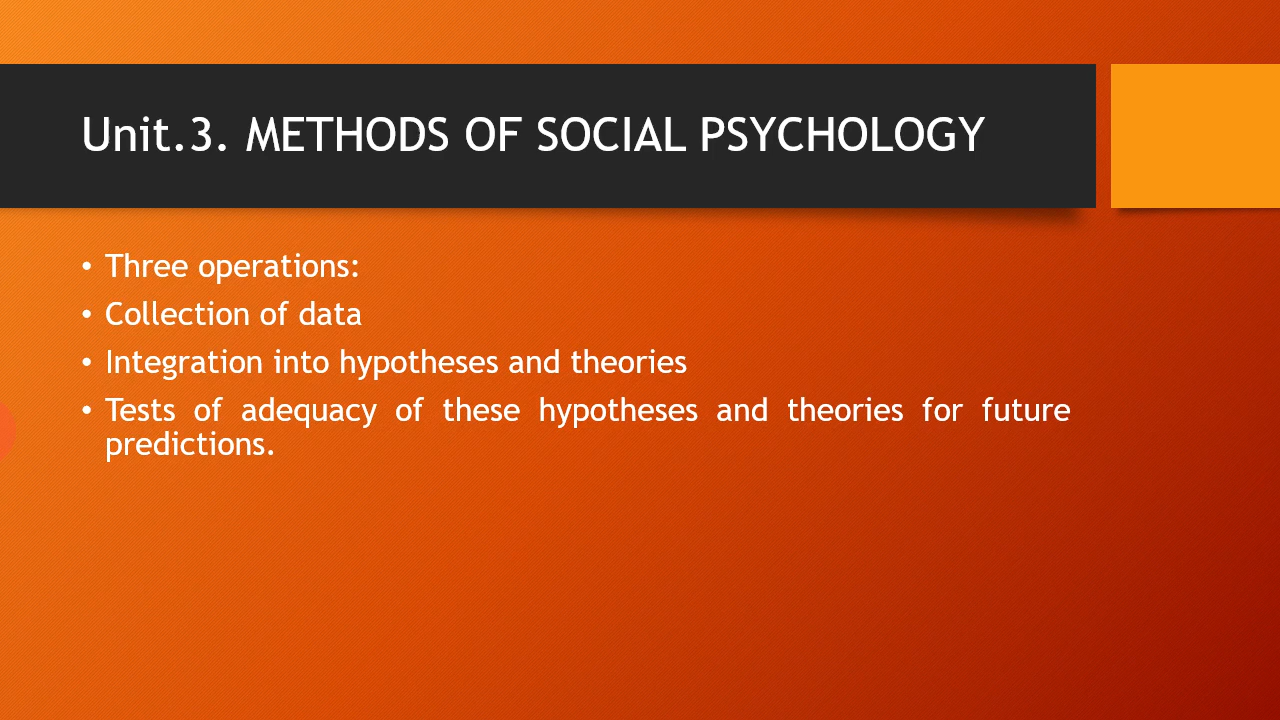 Unit.3. METHODS OF SOCIAL PSYCHOLOGY
• Three operations:
• Collection of data
• Integration into hypotheses and theories
• Tests of adequacy of these hypotheses and theories for future
predictions.